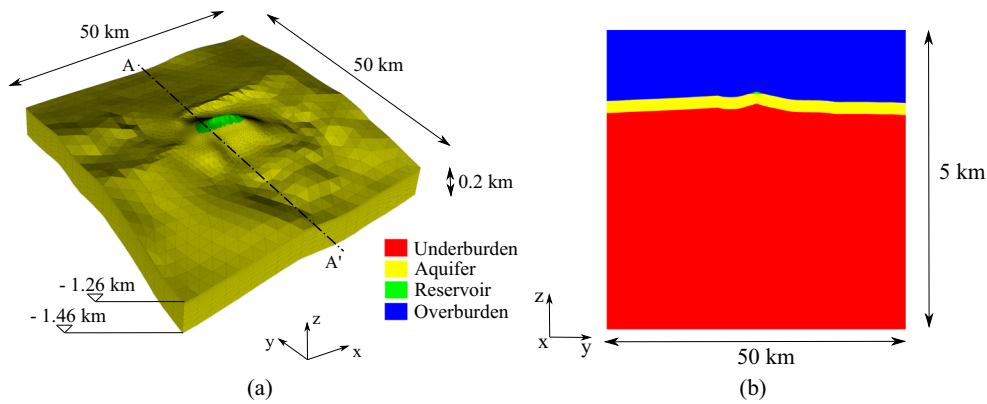 50 km
50 km
A
0.2 km
A'
- 1.26 km
- 1.46 km
Underburden
Aquifer
Reservoir
Overburden
z
y
x
(a)
5 km
z
x
y
50 km
(b)